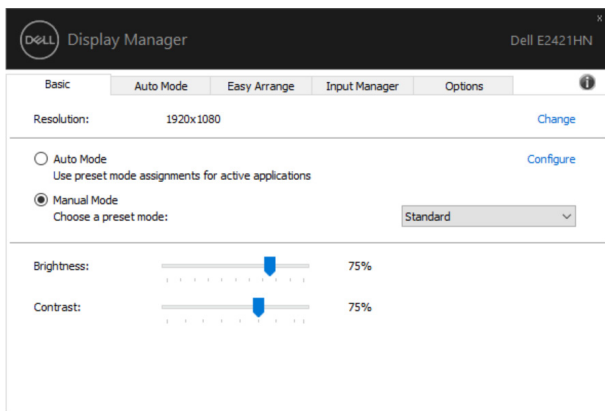 x
DELL Display Manager Dell E2421HN
Basic Auto Mode Easy Arrange Input Manager Options i
Resolution: 1920x1080 Change
Auto Mode Configure
Use preset mode assignments for active applications
Manual Mode
Choose a preset mode: Standard
Brightness: 75%
Contrast: 75%